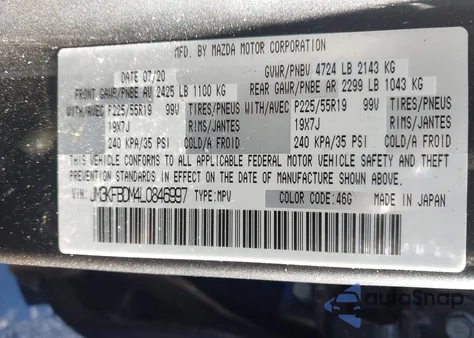 MFD. BY MAZDA MOTOR CORPORATION
DATE 07/20 GVWR/PNBV 4724 LB 2143 KG
FRONT GAWR/PNBE AV 2425 LB 1100 KG REAR GAWR/PNBE AR 2299 LB 1043 KG
WITH/AVEC P225/55R19 99V TIRES/PNEUS WITH/AVEC P225/55R19 99V TIRES/PNEUS
19X7J RIMS/JANTES 19X7J RIMS/JANTES
240 KPA/35 PSI COLD/A FROID 240 KPA/35 PSI COLD/A FROID
THIS VEHICLE CONFORMS TO ALL APPLICABLE FEDERAL MOTOR VEHICLE SAFETY, THEFT
PREVENTION STANDARDS IN EFFECT ON THE DATE OF MANUFACTURE SHOWN ABOVE.
VIN: JM3KFBDM4L0846997 TYPE: MPV COLOR CODE: 46G MADE IN JAPAN
autoSnap